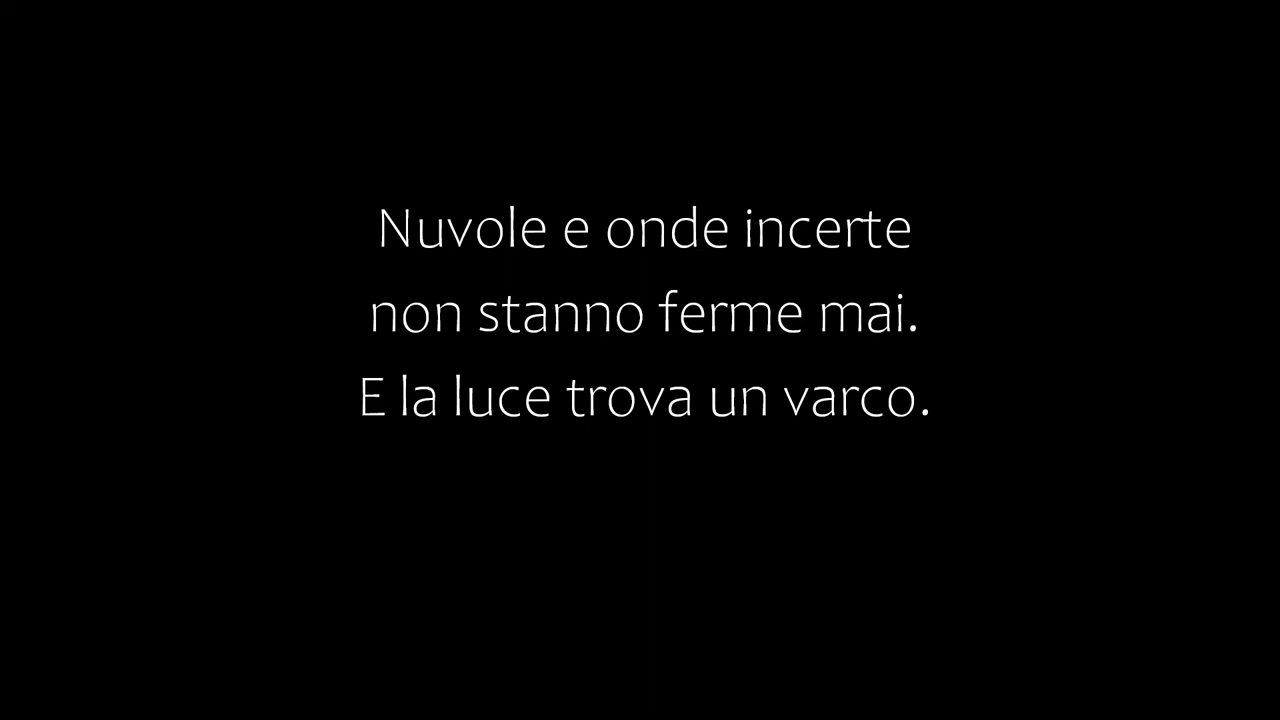 Nuvole e onde incerte
non stanno ferme mai.
E la luce trova un varco.